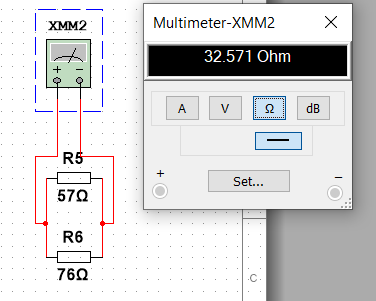 XMM2
+ −
R5
57Ω
R6
76Ω
C
Multimeter-XMM2
32.571 Ohm
A V Ω dB
+ −
Set...